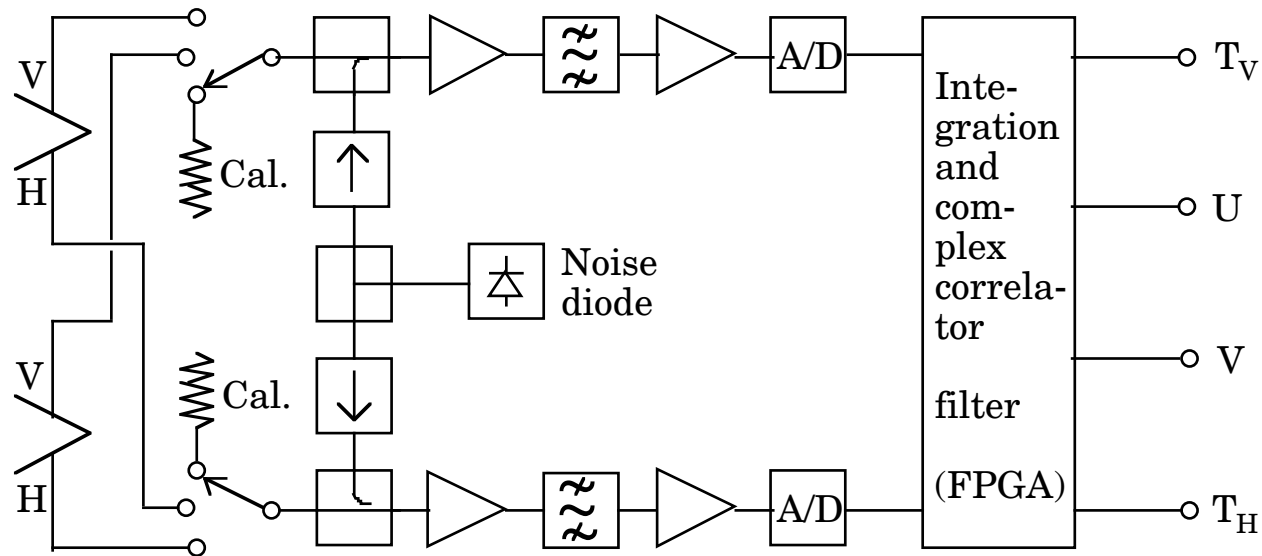 V
H
Cal.
A/D
Inte-
gration
and
com-
plex
correla-
tor
filter
(FPGA)
T_V
U
V
T_H
Noise
diode
V
H
Cal.
A/D